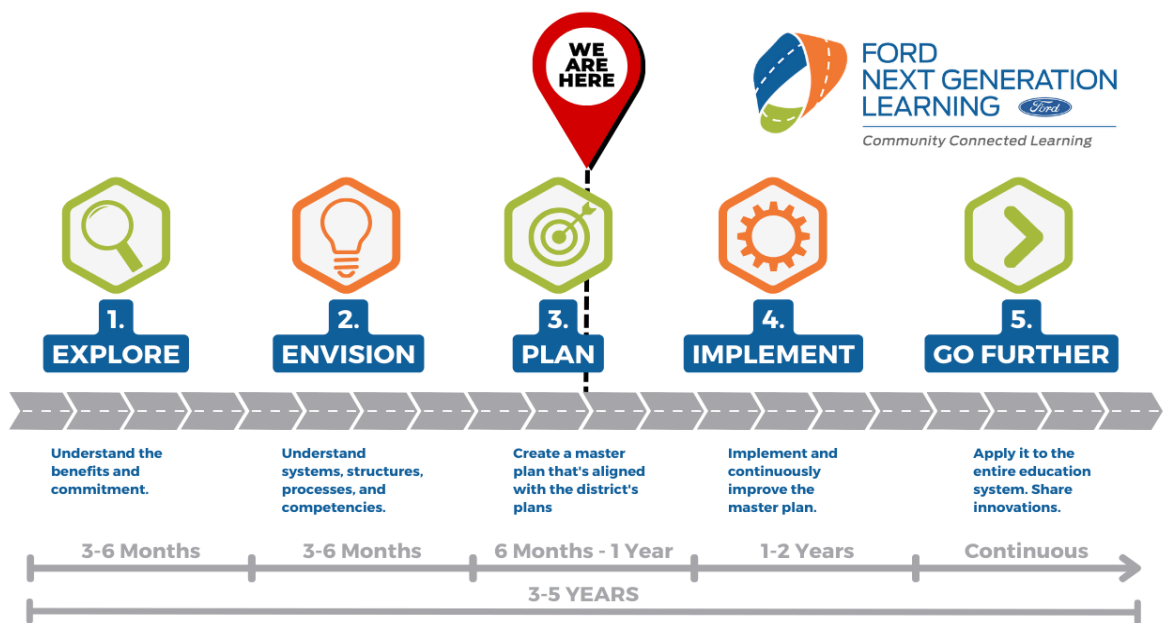 WE
ARE
HERE
FORD
NEXT GENERATION
LEARNING
Ford
Community Connected Learning
1.
EXPLORE
2.
ENVISION
3.
PLAN
4.
IMPLEMENT
5.
GO FURTHER
Understand the
benefits and
commitment.
Understand
systems, structures,
processes, and
competencies.
Create a master
plan that's aligned
with the district's
plans
Implement and
continuously
improve the
master plan.
Apply it to the
entire education
system. Share
innovations.
3-6 Months
3-6 Months
6 Months - 1 Year
1-2 Years
Continuous
3-5 YEARS